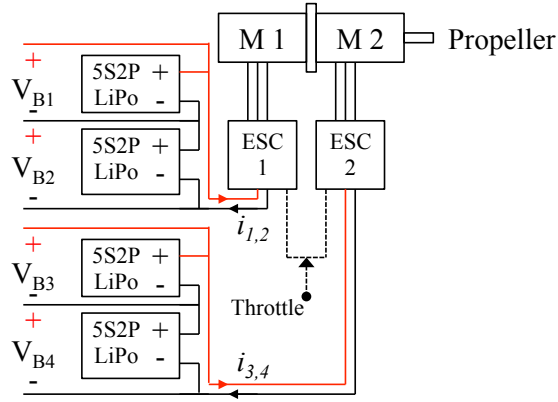 M 1 M 2 Propeller
+ 5S2P +
V_B1 LiPo -
-
+ 5S2P +
V_B2 LiPo -
-
ESC 1
ESC 2
i_1,2
+ 5S2P +
V_B3 LiPo -
-
Throttle
+ 5S2P +
V_B4 LiPo -
-
i_3,4